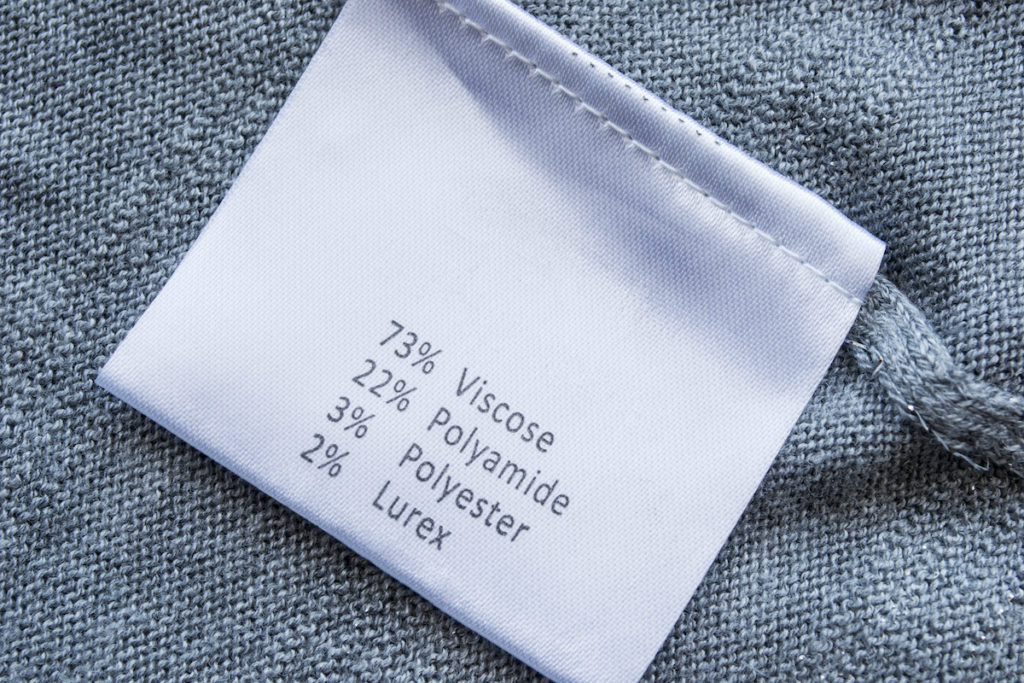 73% Viscose
22% Polyamide
3% Polyester
2% Lurex